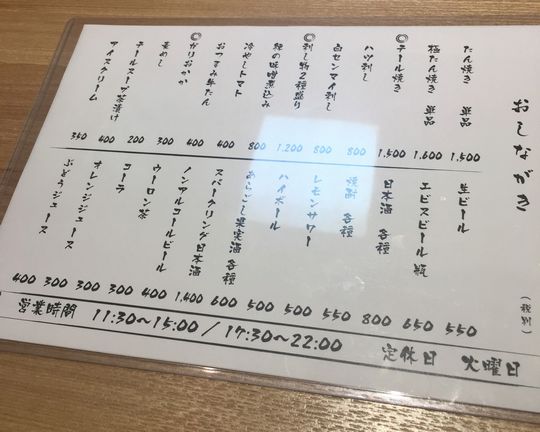 おしながき
(税別)
たん焼き 単品 1.500
極たん焼き 単品 1.600
テール焼き 1.500
ハツ刺し 800
白センマイ刺し 800
刺し物2種盛り 1.200
の味噌煮込み 800
冷やしトマト 400
おつまみ牛たん 400
ガリおかか 300
麦めし 200
テールスープ茶漬け 400
アイスクリーム 350
生ビール 550
エビスビール 瓶 650
日本酒 各種 800
焼酎 各種 550
レモンサワー 500
ハイボール 500
あらごし果実酒 各種 600
スパークリング日本酒 1.400
ノンアルコールビール 400
ウーロン茶 300
コーラ 300
オレンジジュース 300
ぶどうジュース 400
営業時間 11:30~15:00 / 17:30~22:00 定休日 火曜日